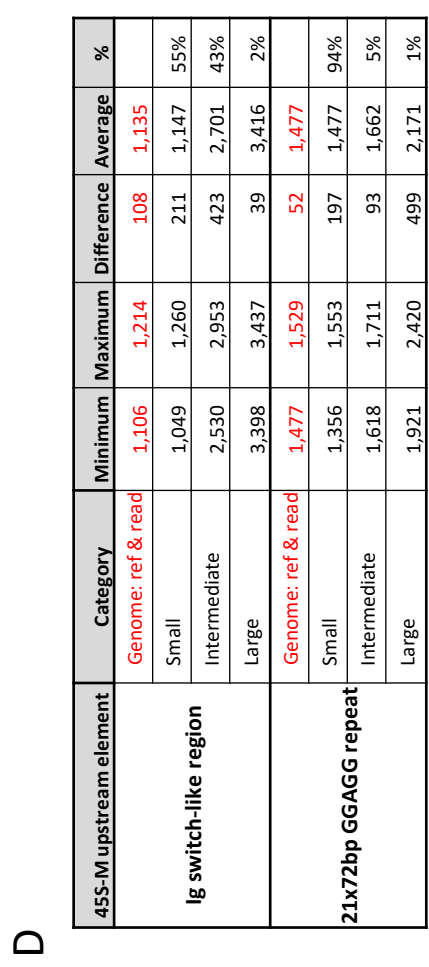 D
45S-M upstream element Category Minimum Maximum Difference Average %
Ig switch-like region
Genome: ref & read 1,106 1,214 108 1,135
Small 1,049 1,260 211 1,147 55%
Intermediate 2,530 2,953 423 2,701 43%
Large 3,398 3,437 39 3,416 2%
21x72bp GGAGG repeat
Genome: ref & read 1,477 1,529 52 1,477
Small 1,356 1,553 197 1,477 94%
Intermediate 1,618 1,711 93 1,662 5%
Large 1,921 2,420 499 2,171 1%